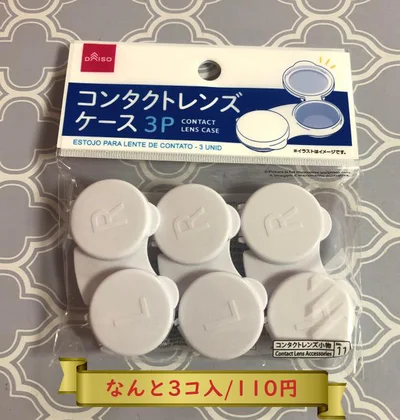 DAISO
コンタクトレンズ
ケース 3P CONTACT LENS CASE
ESTOJO PARA LENTE DE CONTATO - 3 UNID
※イラストはイメージです。
R R R
L L
コンタクトレンズ小物 No. 11
Contact Lens Accessories
なんと3コ入/110円